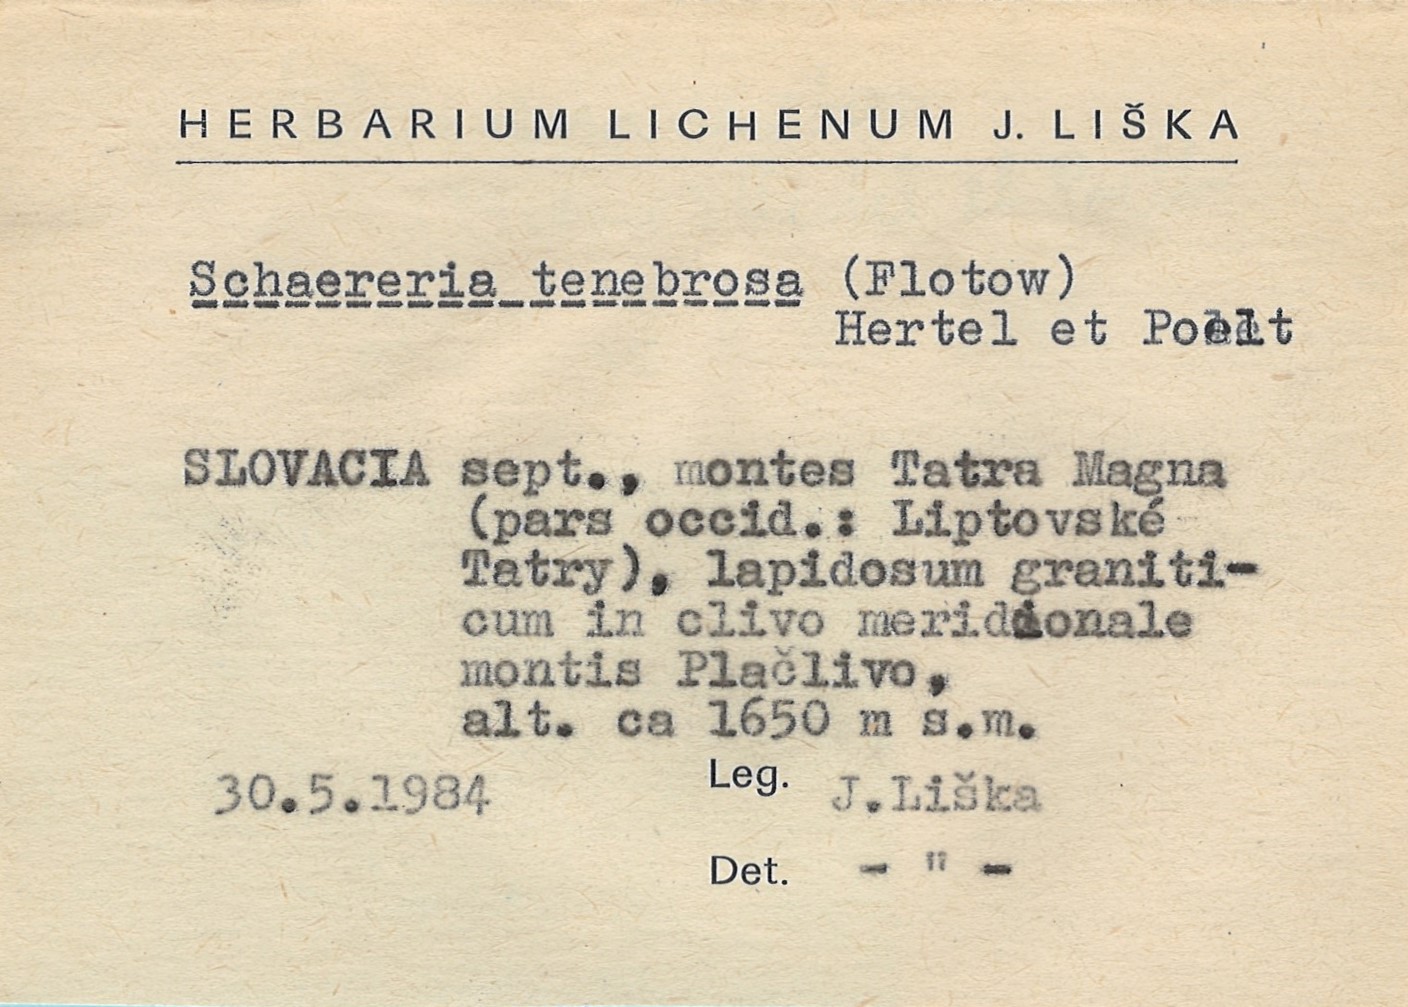 HERBARIUM LICHENUM J. LIŠKA
Schaereria tenebrosa (Flotow)
Hertel et Poelt
SLOVACIA sept., montes Tatra Magna
(pars occid.: Liptovské
Tatry), lapidosum graniti-
cum in clivo meridionale
montis Plačlivo,
alt. ca 1650 m s.m.
30.5.1984 Leg. J.Liška
Det. - " -